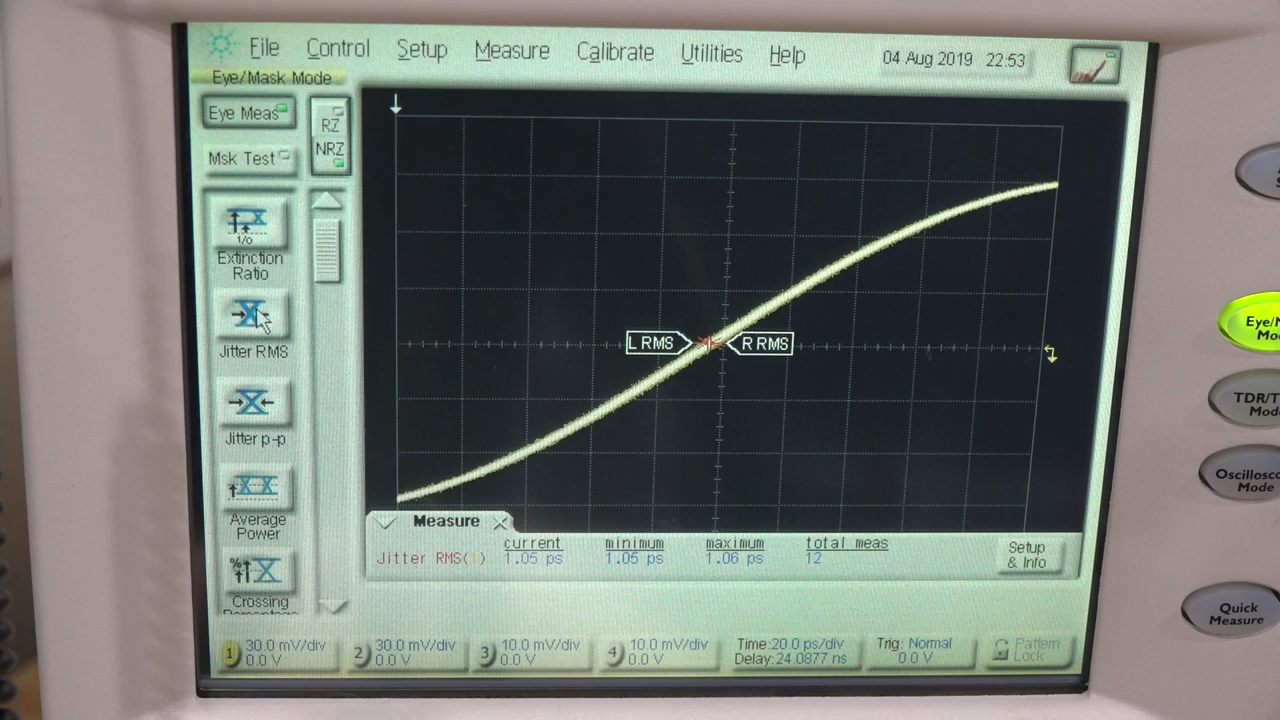 File Control Setup Measure Calibrate Utilities Help 04 Aug 2019 22:53
Eye/Mask Mode
Eye Meas
RZ
NRZ
Msk Test
1/0
Extinction
Ratio
Jitter RMS
Jitter p-p
Average
Power
%
Crossing
Percentage
L RMS R RMS
Measure
current minimum maximum total meas
Jitter RMS(1) 1.05 ps 1.05 ps 1.06 ps 12
Setup
& Info
1 30.0 mV/div
0.0 V
2 30.0 mV/div
0.0 V
3 10.0 mV/div
0.0 V
4 10.0 mV/div
0.0 V
Time:20.0 ps/div
Delay:24.0877 ns
Trig: Normal
0.0 V
Pattern
Lock
TDR/T
Mod
Oscillosco
Mode
Quick
Measure
Eye/
Mo